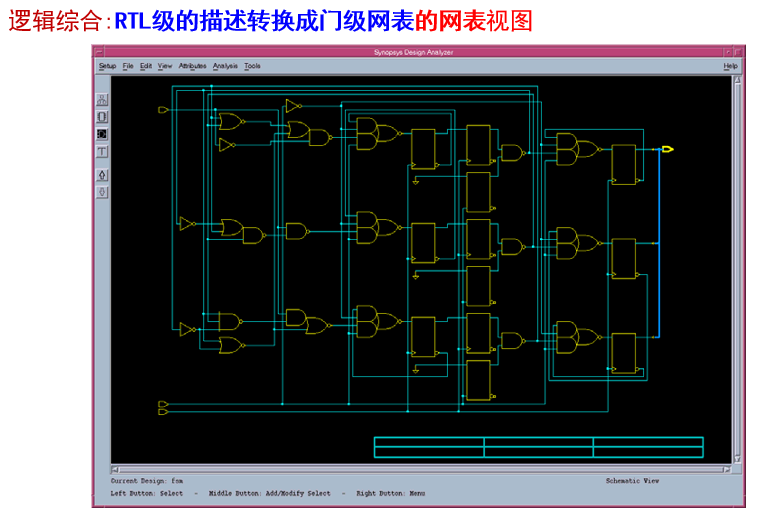 逻辑综合:RTL级的描述转换成门级网表的网表视图
Synopsys Design Analyzer
Setup File Edit View Attributes Analysis Tools Help
Current Design: fsm Schematic View
Left Button: Select - Middle Button: Add/Modify Select - Right Button: Menu